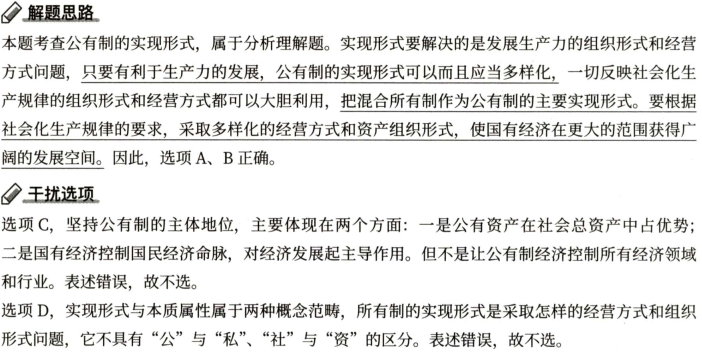 解题思路
本题考查公有制的实现形式，属于分析理解题。实现形式要解决的是发展生产力的组织形式和经营
方式问题，只要有利于生产力的发展，公有制的实现形式可以而且应当多样化，一切反映社会化生
产规律的组织形式和经营方式都可以大胆利用，把混合所有制作为公有制的主要实现形式。要根据
社会化生产规律的要求，采取多样化的经营方式和资产组织形式，使国有经济在更大的范围获得广
阔的发展空间。因此，选项 A、B 正确。
干扰选项
选项 C，坚持公有制的主体地位，主要体现在两个方面：一是公有资产在社会总资产中占优势；
二是国有经济控制国民经济命脉，对经济发展起主导作用。但不是让公有制经济控制所有经济领域
和行业。表述错误，故不选。
选项 D，实现形式与本质属性属于两种概念范畴，所有制的实现形式是采取怎样的经营方式和组织
形式问题，它不具有“公”与“私”、“社”与“资”的区分。表述错误，故不选。